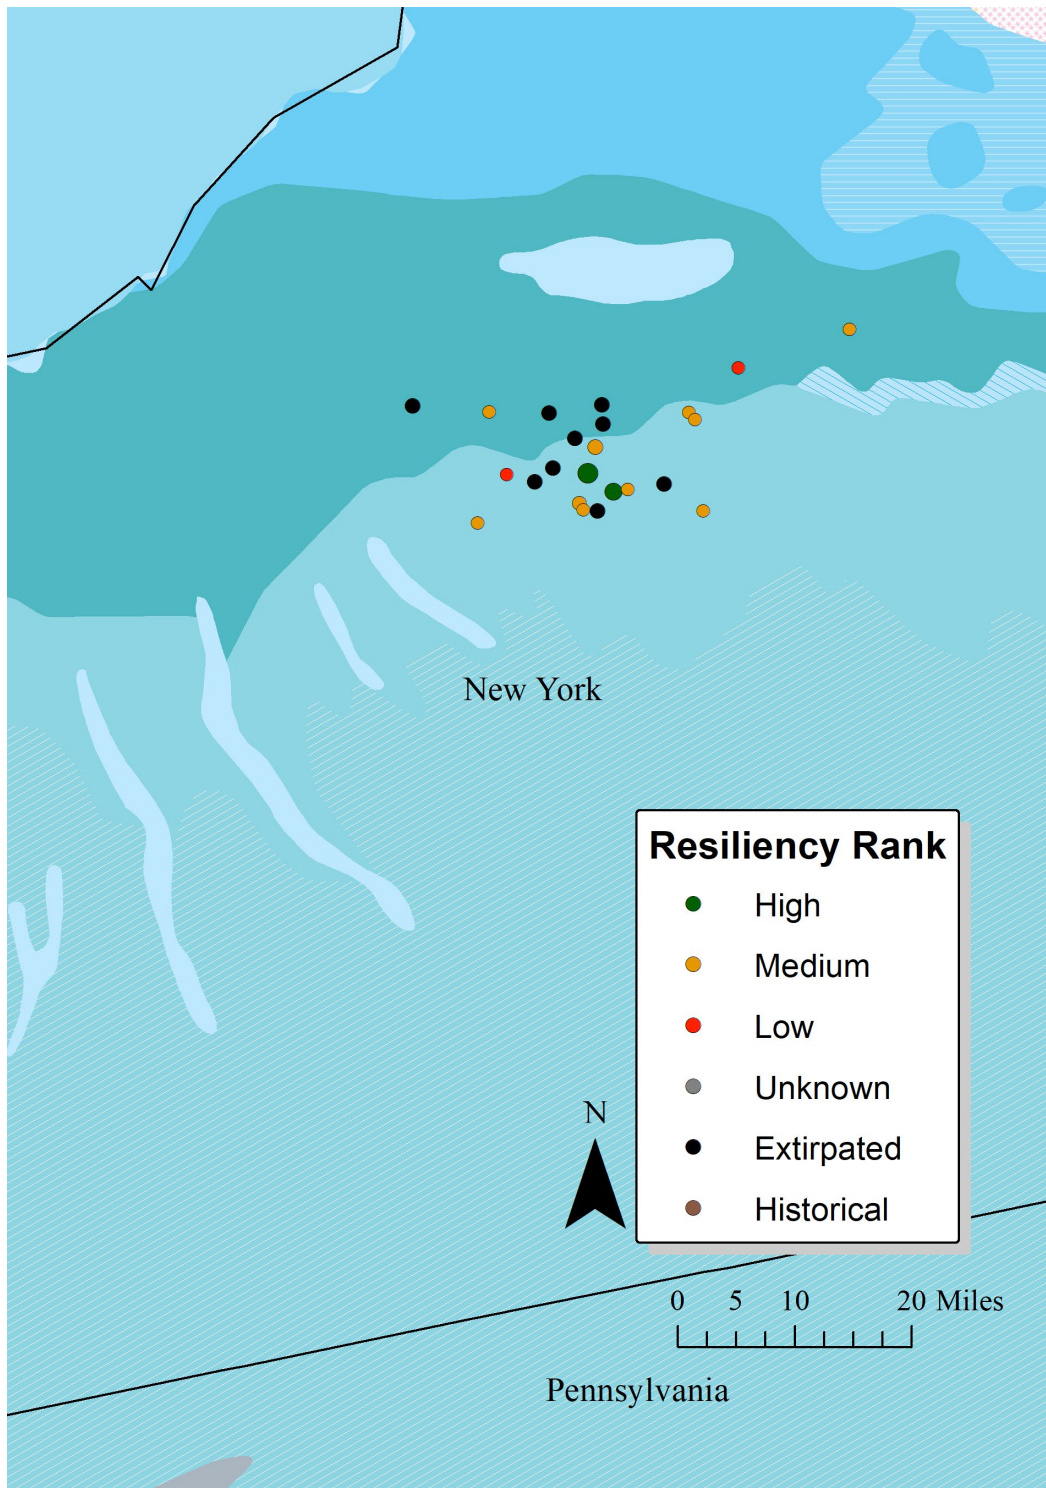 New York
Resiliency Rank
High
Medium
Low
Unknown
Extirpated
Historical
N
0 5 10 20 Miles
Pennsylvania